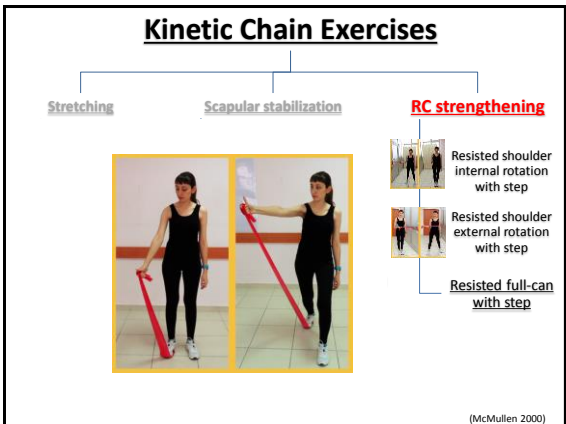 Kinetic Chain Exercises
Stretching
Scapular stabilization
RC strengthening
Resisted shoulder
internal rotation
with step
Resisted shoulder
external rotation
with step
Resisted full-can
with step
(McMullen 2000)